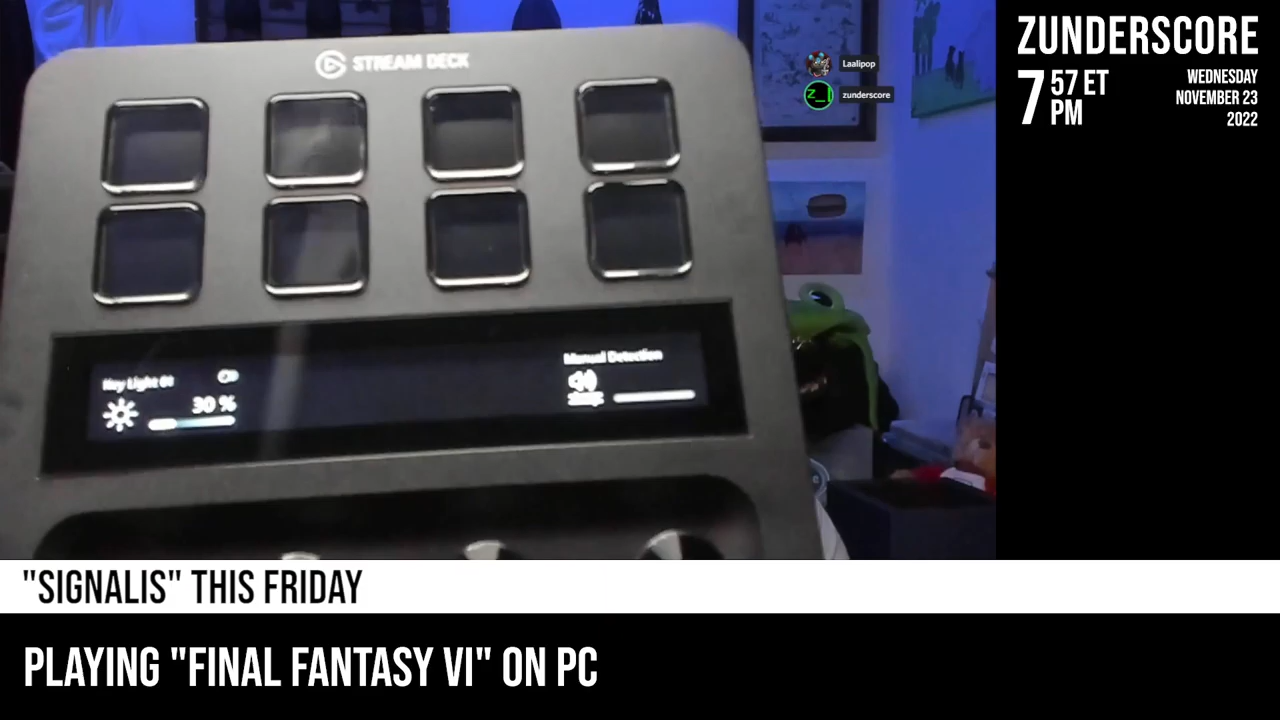 STREAM DECK
Laalipop
zunderscore
ZUNDERSCORE
7 57 ET
PM
WEDNESDAY
NOVEMBER 23
2022
Key Light 01
30 %
Manual Detection
"SIGNALIS" THIS FRIDAY
PLAYING "FINAL FANTASY VI" ON PC